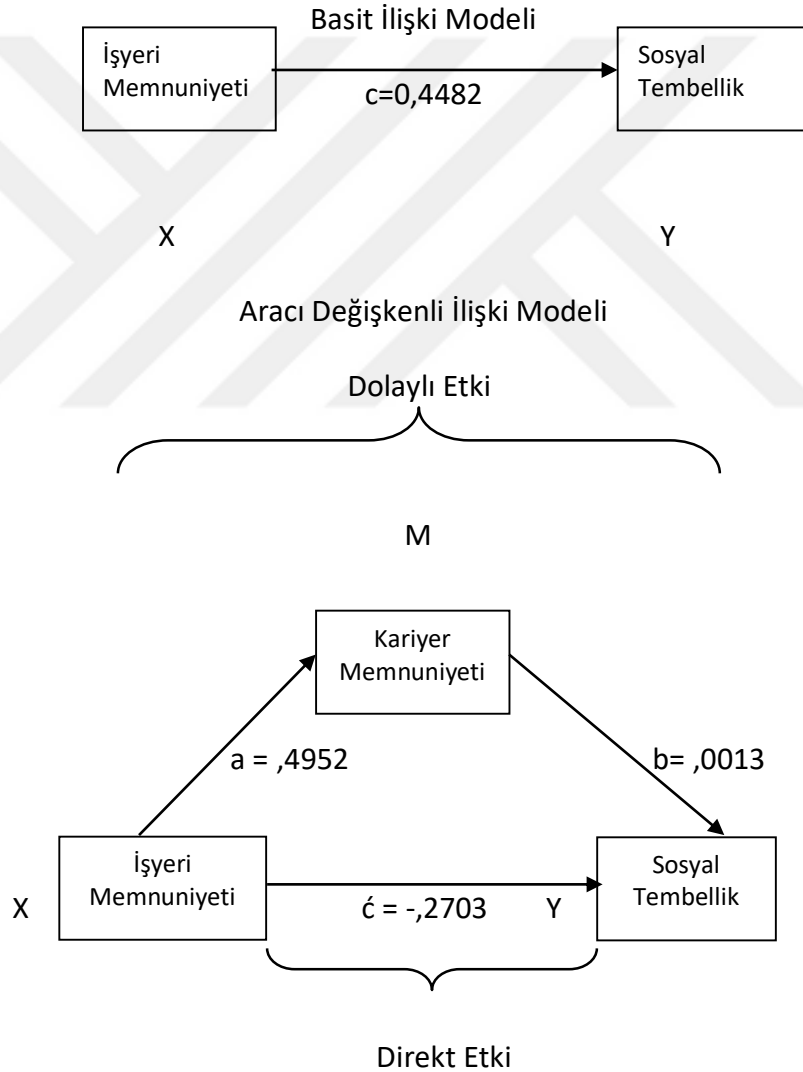 Basit İlişki Modeli
İşyeri
Memnuniyeti
Sosyal
Tembellik
c=0,4482
X
Y
Aracı Değişkenli İlişki Modeli
Dolaylı Etki
M
Kariyer
Memnuniyeti
a = ,4952
b= ,0013
İşyeri
Memnuniyeti
Sosyal
Tembellik
X
ć = -,2703
Y
Direkt Etki